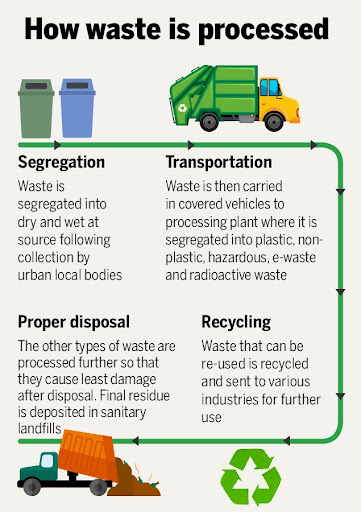 How waste is processed
Segregation
Waste is
segregated into
dry and wet at
source following
collection by
urban local bodies
Transportation
Waste is then carried
in covered vehicles to
processing plant where it is
segregated into plastic, non-
plastic, hazardous, e-waste
and radioactive waste
Proper disposal
The other types of waste are
processed further so that
they cause least damage
after disposal. Final residue
is deposited in sanitary
landfills
Recycling
Waste that can be
re-used is recycled
and sent to various
industries for further
use